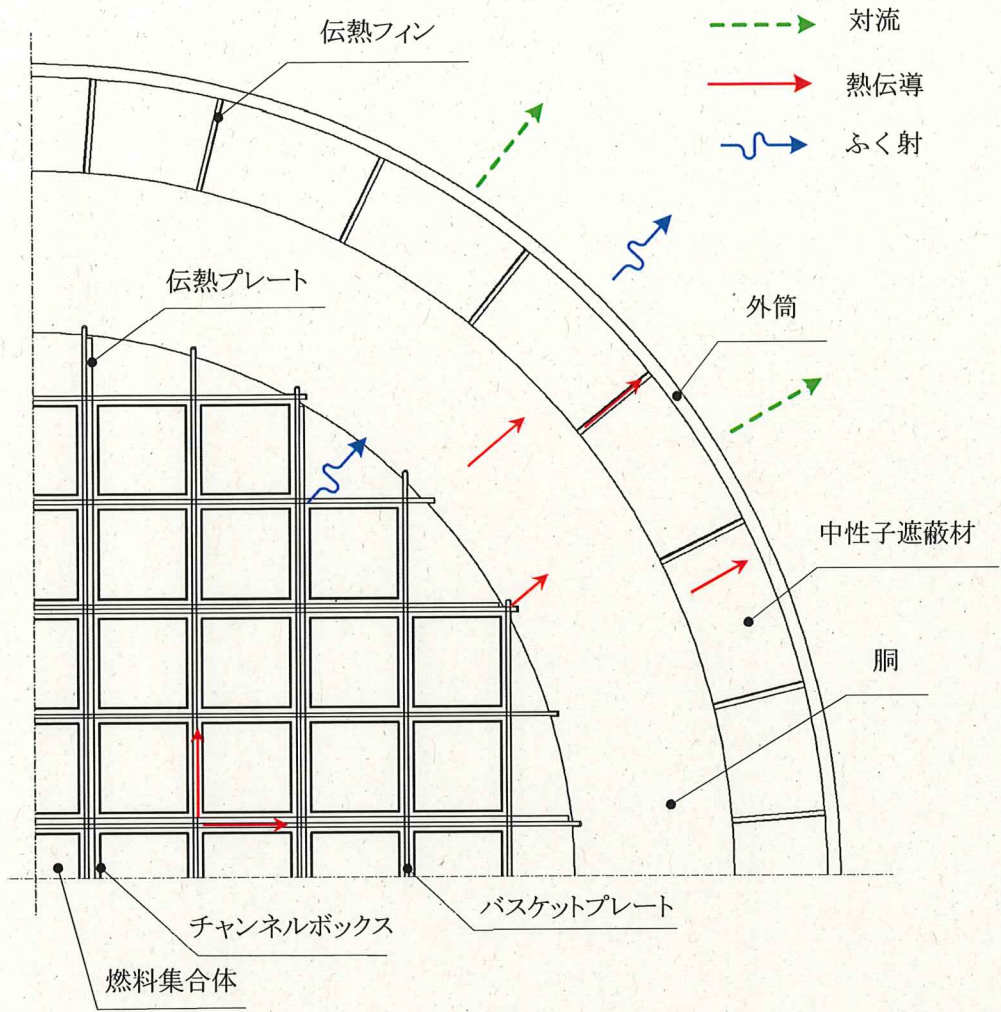 伝熱フィン
対流
熱伝導
ふく射
伝熱プレート
外筒
中性子遮蔽材
胴
バスケットプレート
チャンネルボックス
燃料集合体